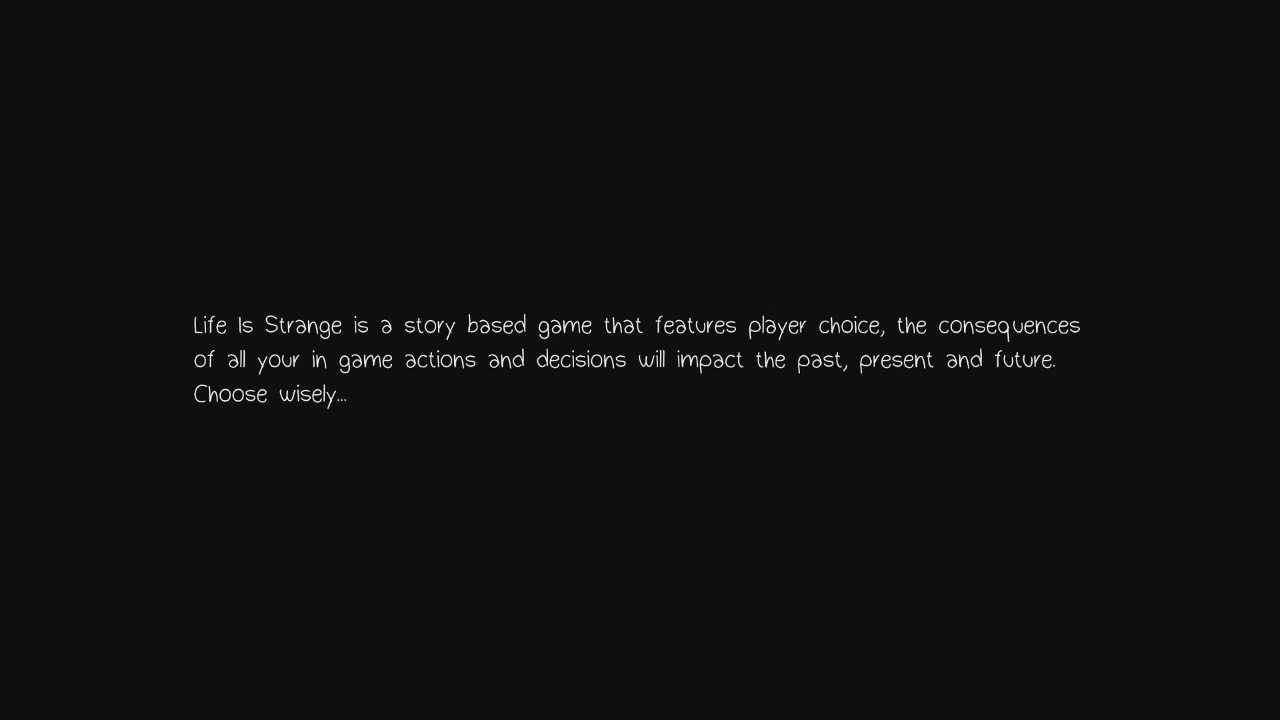 Life Is Strange is a story based game that features player choice, the consequences
of all your in game actions and decisions will impact the past, present and future.
Choose wisely...